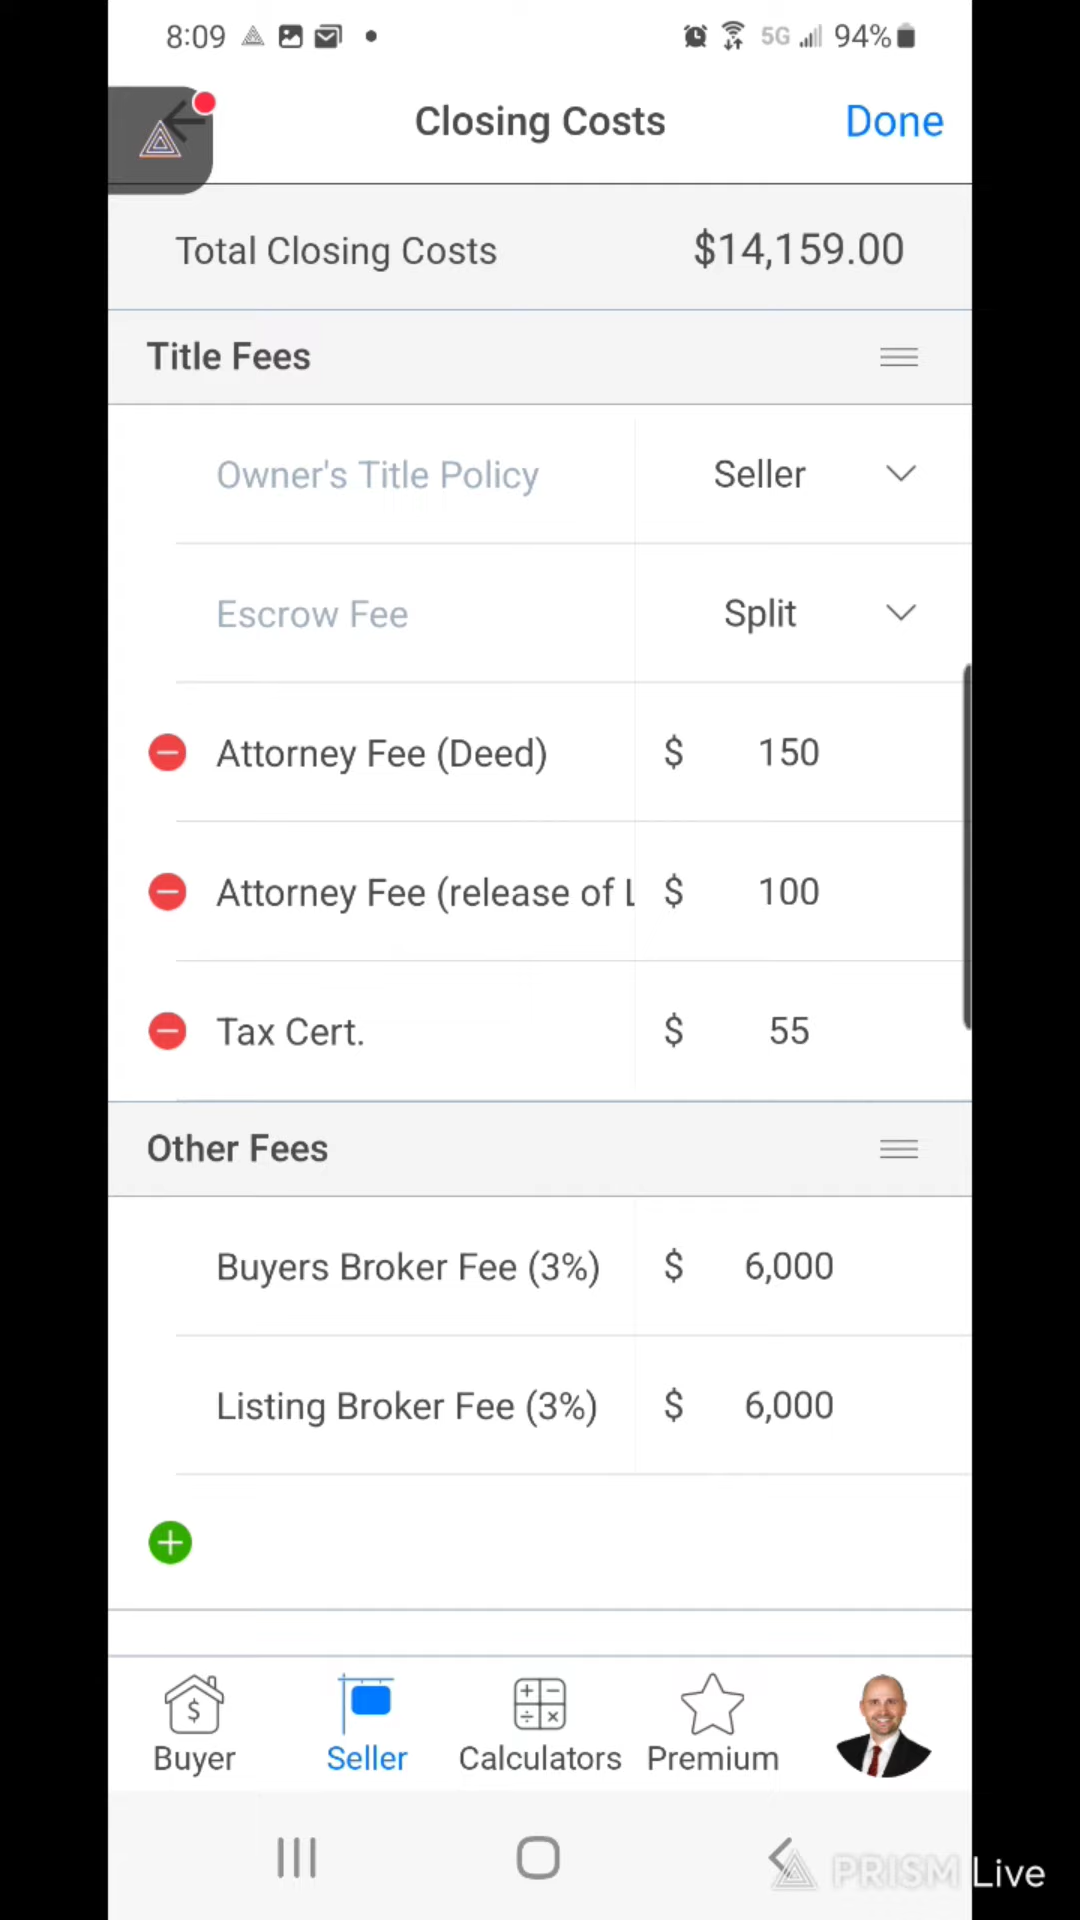 8:09 5G 94%
Closing Costs Done
Total Closing Costs $14,159.00
Title Fees
Owner's Title Policy Seller
Escrow Fee Split
Attorney Fee (Deed) $ 150
Attorney Fee (release of L $ 100
Tax Cert. $ 55
Other Fees
Buyers Broker Fee (3%) $ 6,000
Listing Broker Fee (3%) $ 6,000
Buyer Seller Calculators Premium
PRISM Live